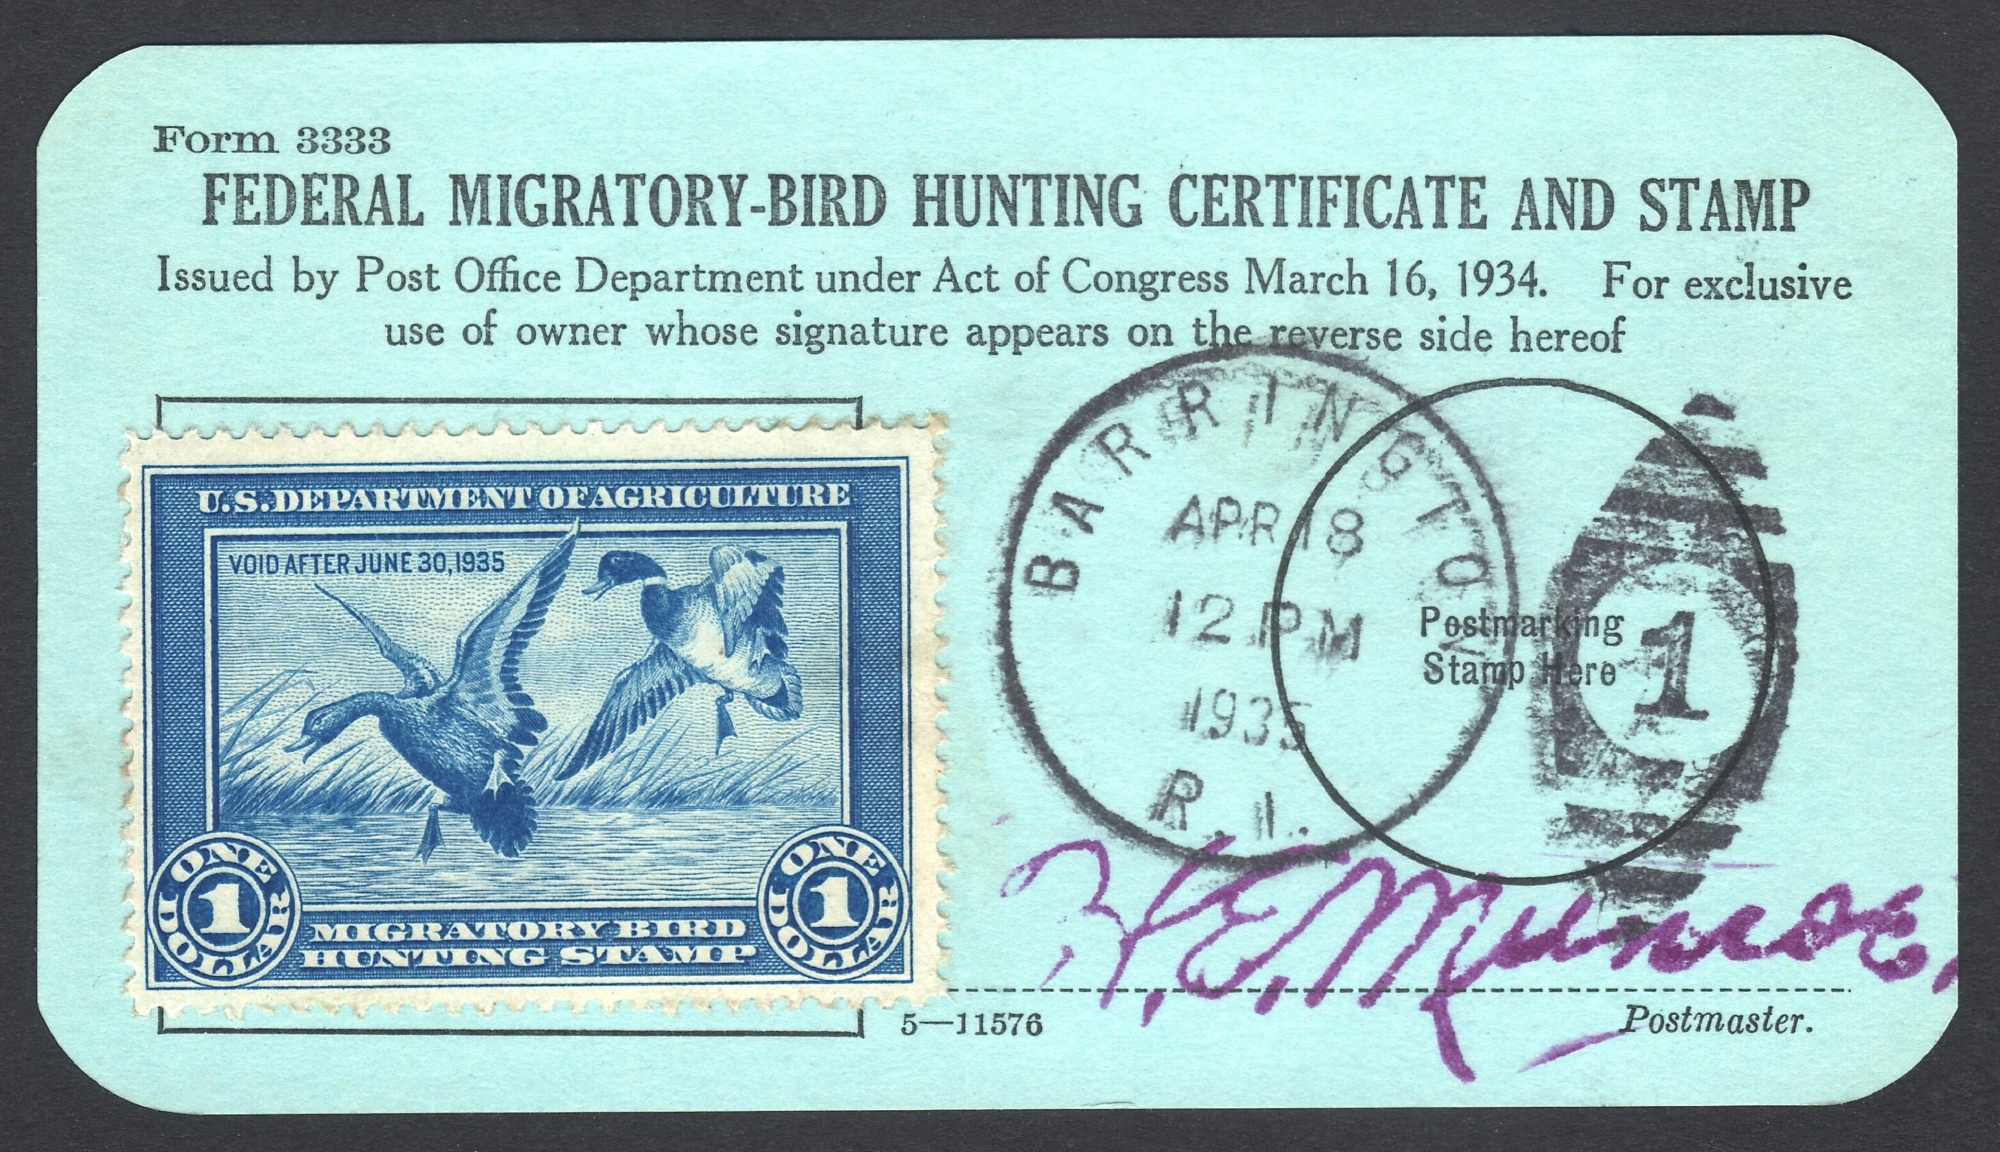 Form 3333
FEDERAL MIGRATORY-BIRD HUNTING CERTIFICATE AND STAMP
Issued by Post Office Department under Act of Congress March 16, 1934. For exclusive
use of owner whose signature appears on the reverse side hereof
U.S. DEPARTMENT OF AGRICULTURE
VOID AFTER JUNE 30, 1935
ONE
1
DOLLAR
MIGRATORY BIRD
HUNTING STAMP
ONE
1
DOLLAR
BARRINGTON
APR 18
12 PM
1935
R. I.
Postmarking
Stamp Here
1
5—11576
Postmaster.